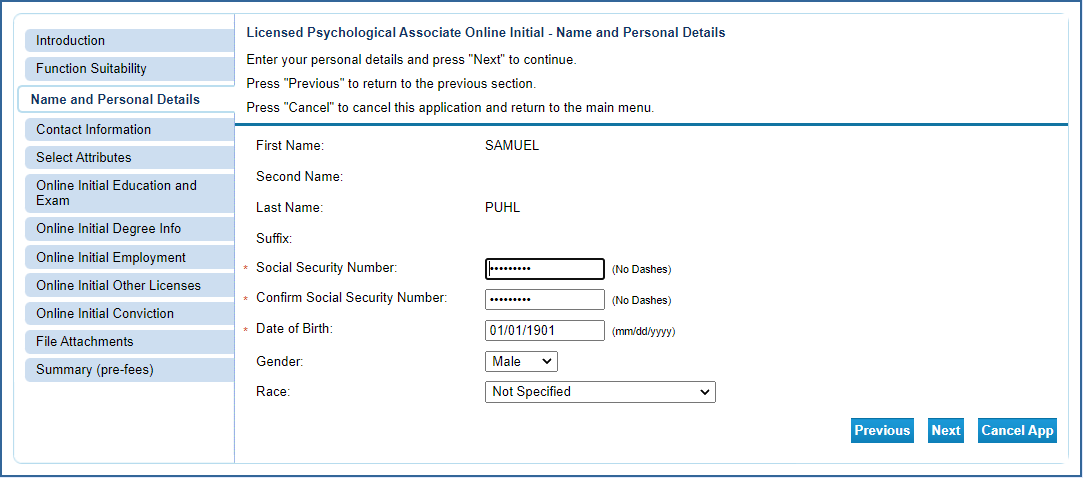 Introduction
Function Suitability
Name and Personal Details
Contact Information
Select Attributes
Online Initial Education and
Exam
Online Initial Degree Info
Online Initial Employment
Online Initial Other Licenses
Online Initial Conviction
File Attachments
Summary (pre-fees)
Licensed Psychological Associate Online Initial - Name and Personal Details
Enter your personal details and press "Next" to continue.
Press "Previous" to return to the previous section.
Press "Cancel" to cancel this application and return to the main menu.
First Name: SAMUEL
Second Name:
Last Name: PUHL
Suffix:
* Social Security Number: ••••••••• (No Dashes)
* Confirm Social Security Number: ••••••••• (No Dashes)
* Date of Birth: 01/01/1901 (mm/dd/yyyy)
Gender: Male
Race: Not Specified
Previous Next Cancel App